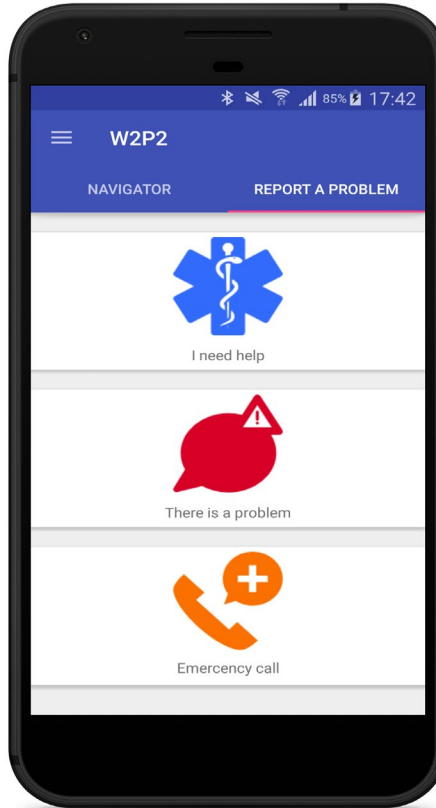 85% 17:42
W2P2
NAVIGATOR REPORT A PROBLEM
I need help
There is a problem
Emercency call